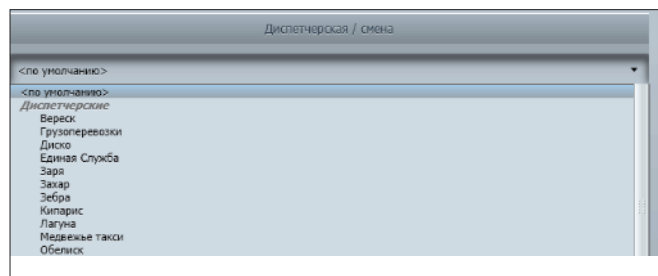 Диспетчерская / смена
<по умолчанию>
<по умолчанию>
Диспетчерские
Вереск
Грузоперевозки
Диско
Единая Служба
Заря
Захар
Зебра
Кипарис
Лагуна
Медвежье такси
Обелиск